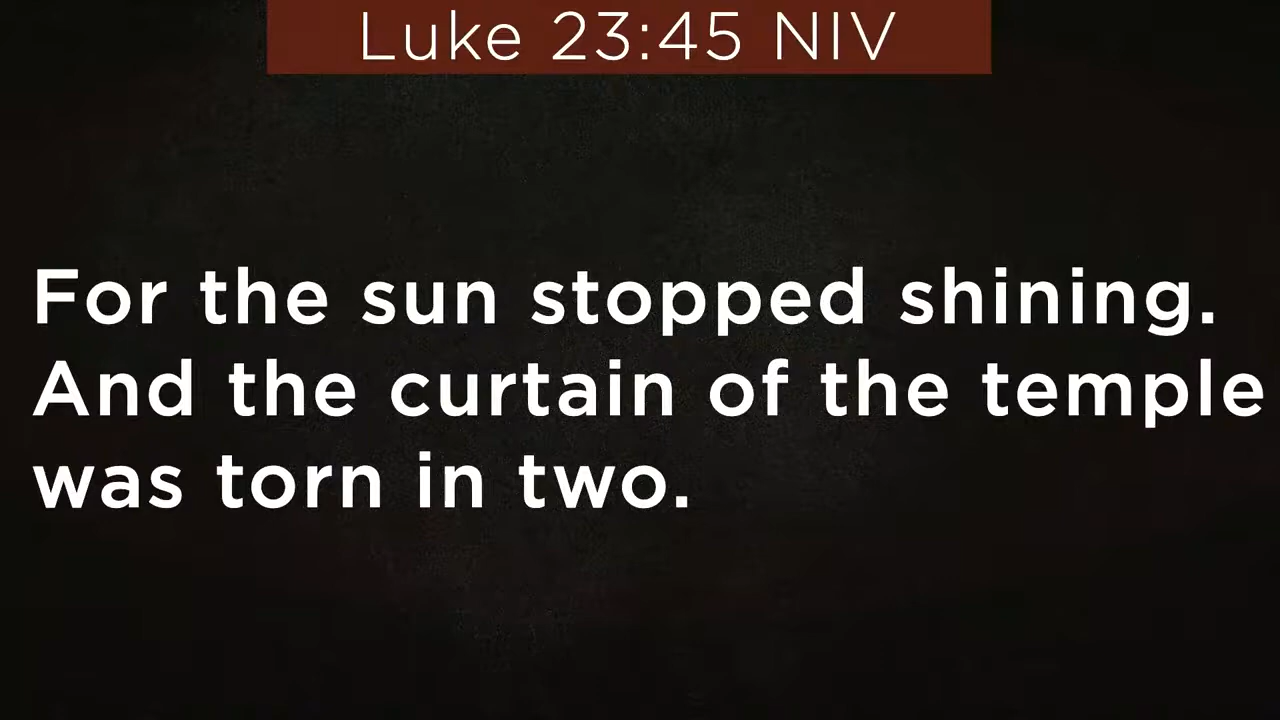 Luke 23:45 NIV
For the sun stopped shining.
And the curtain of the temple
was torn in two.